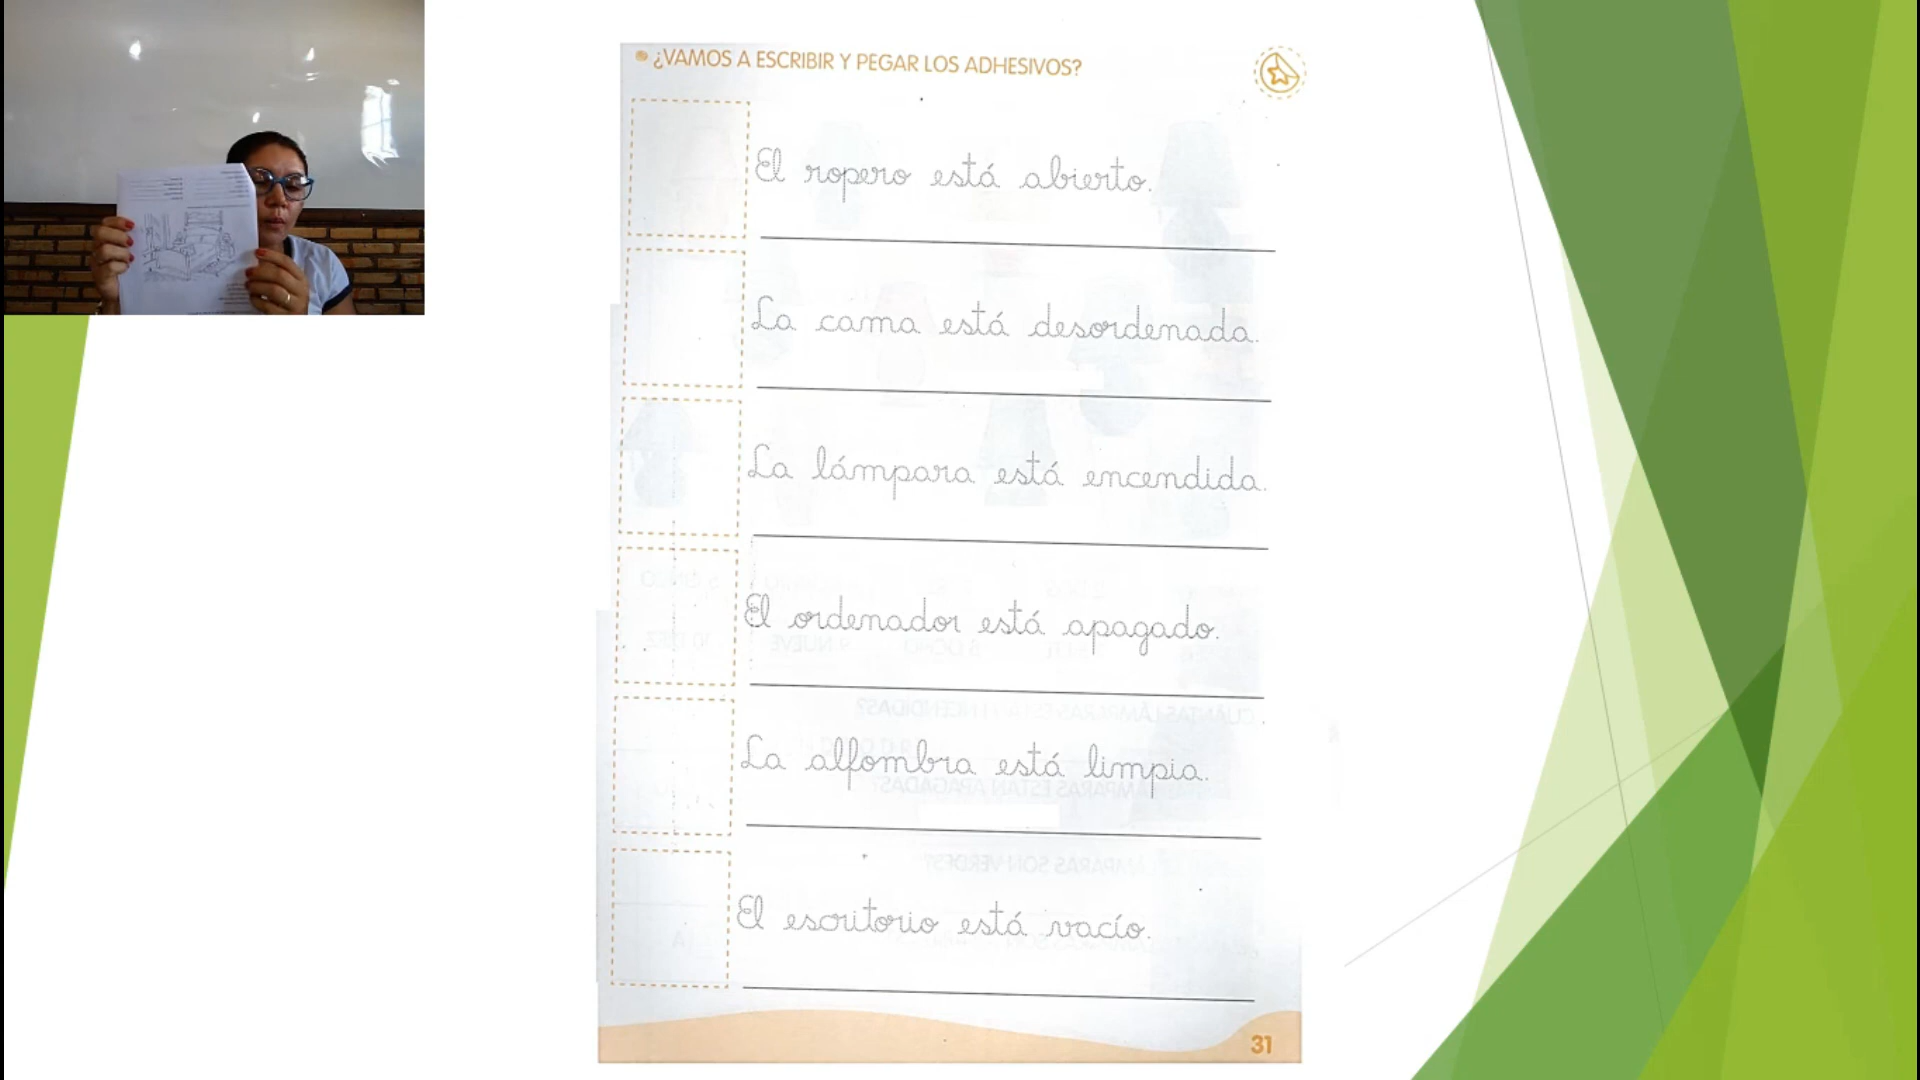 ¿VAMOS A ESCRIBIR Y PEGAR LOS ADHESIVOS?
El ropero está abierto.
La cama está desordenada.
La lámpara está encendida.
El ordenador está apagado.
La alfombra está limpia.
El escritorio está vacío.
31